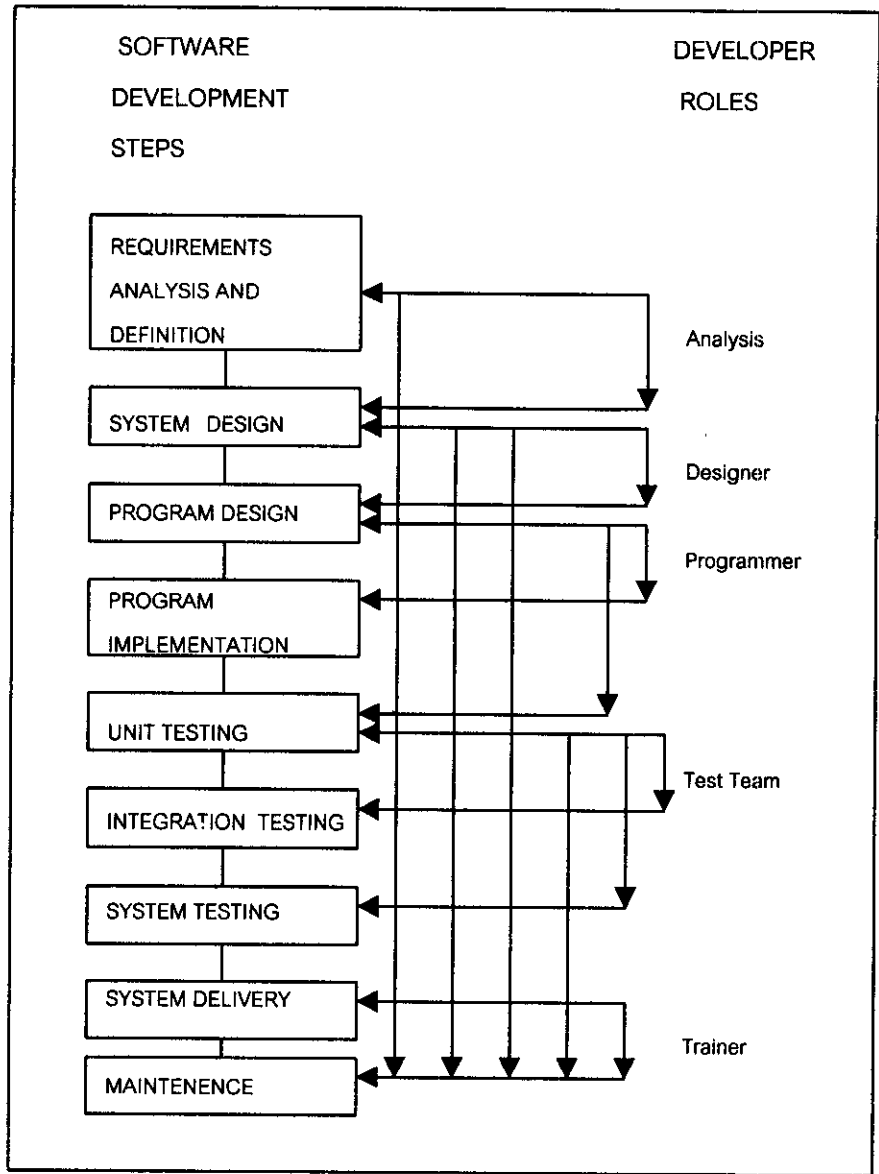 SOFTWARE
DEVELOPMENT
STEPS
DEVELOPER
ROLES
REQUIREMENTS
ANALYSIS AND
DEFINITION
Analysis
SYSTEM DESIGN
Designer
PROGRAM DESIGN
Programmer
PROGRAM
IMPLEMENTATION
UNIT TESTING
Test Team
INTEGRATION TESTING
SYSTEM TESTING
SYSTEM DELIVERY
Trainer
MAINTENENCE